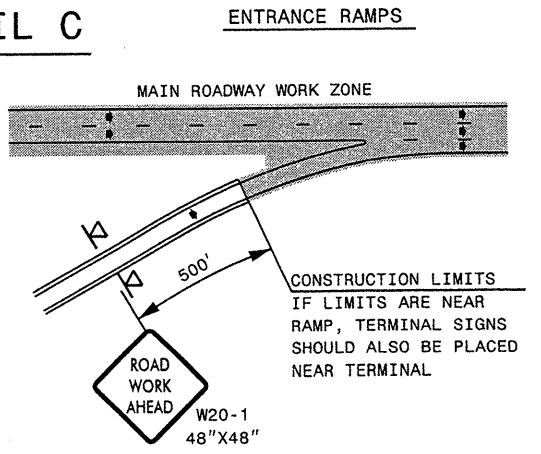 IL C
ENTRANCE RAMPS
MAIN ROADWAY WORK ZONE
500'
CONSTRUCTION LIMITS
IF LIMITS ARE NEAR
RAMP, TERMINAL SIGNS
SHOULD ALSO BE PLACED
NEAR TERMINAL
ROAD
WORK
AHEAD
W20-1
48"X48"